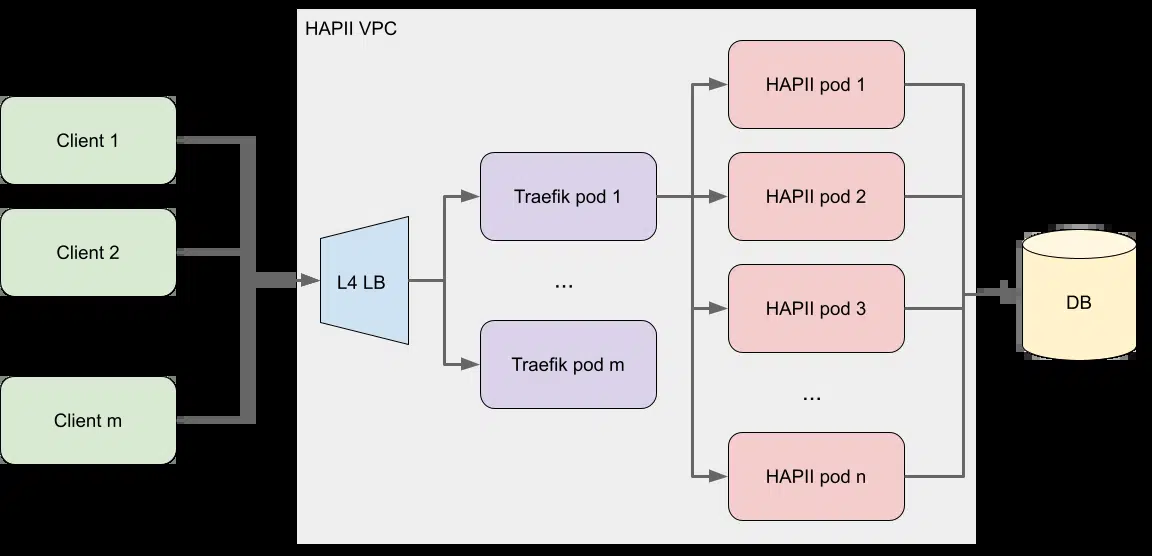 HAPII VPC
Client 1
Client 2
Client m
L4 LB
Traefik pod 1
...
Traefik pod m
HAPII pod 1
HAPII pod 2
HAPII pod 3
...
HAPII pod n
DB